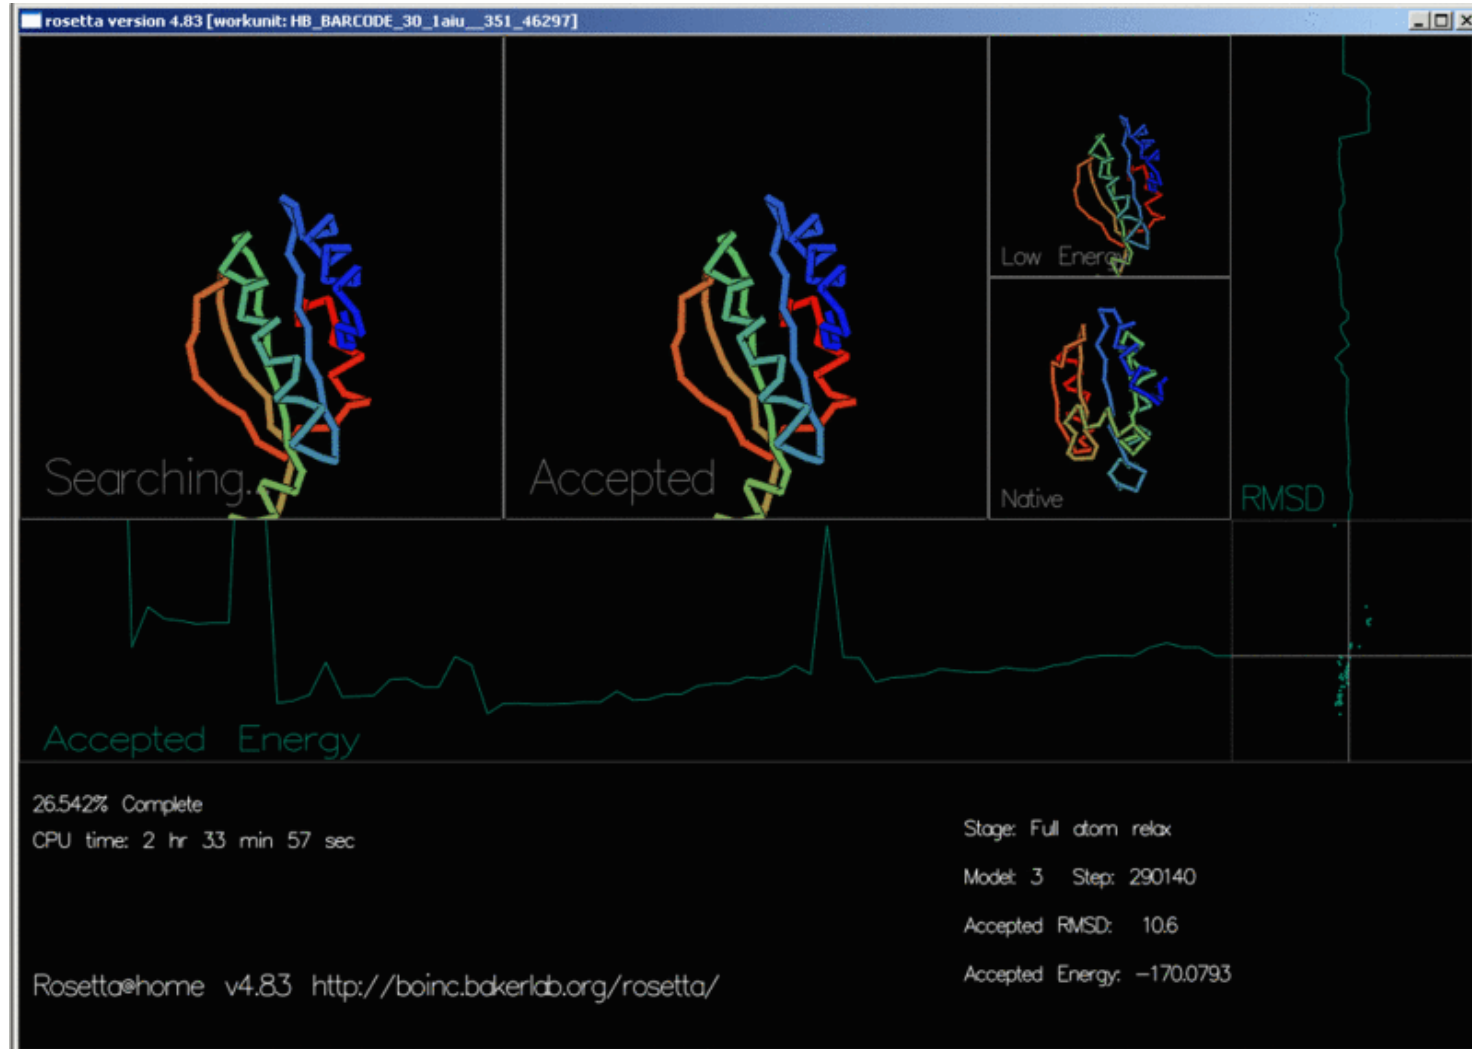 rosetta version 4.83 [workunit: HB_BARCODE_30_1aiu__351_46297]
Searching..
Accepted
Low Energy
Native
RMSD
Accepted Energy
26.542% Complete
CPU time: 2 hr 33 min 57 sec
Stage: Full atom relax
Model: 3 Step: 290140
Accepted RMSD: 10.6
Accepted Energy: -170.0793
Rosetta@home v4.83 http://boinc.bakerlab.org/rosetta/